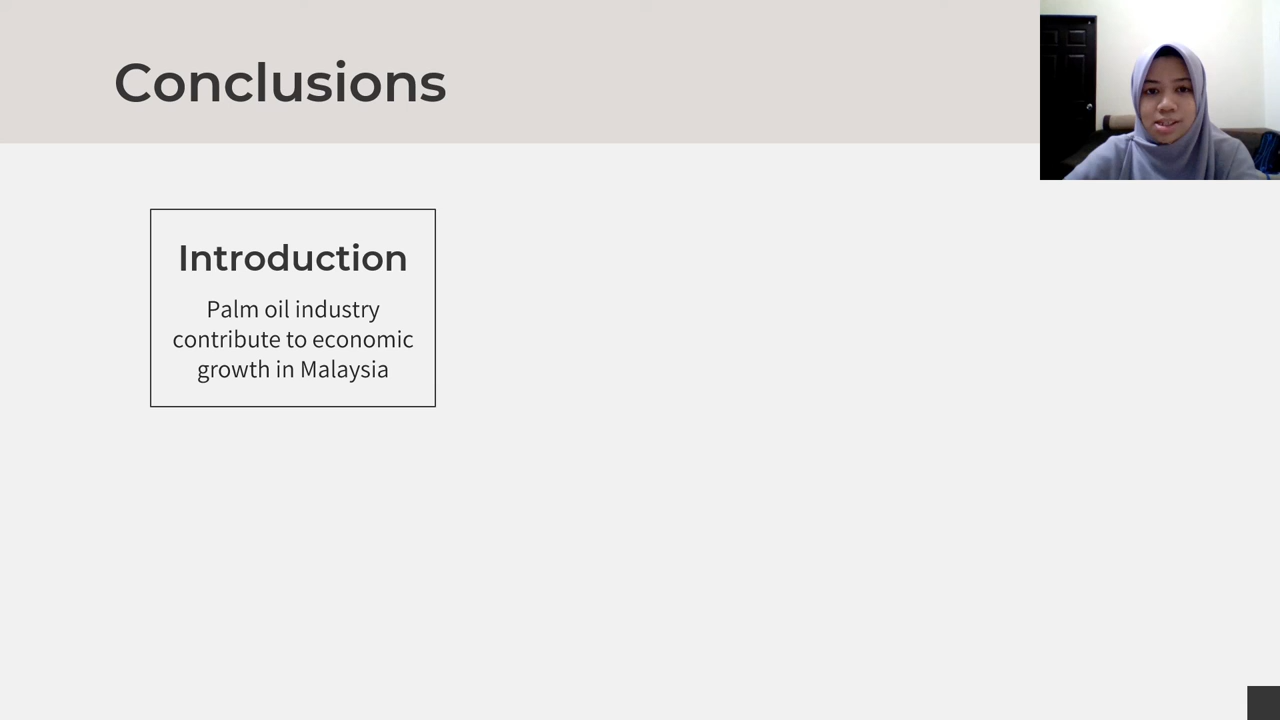 Conclusions
Introduction
Palm oil industry
contribute to economic
growth in Malaysia